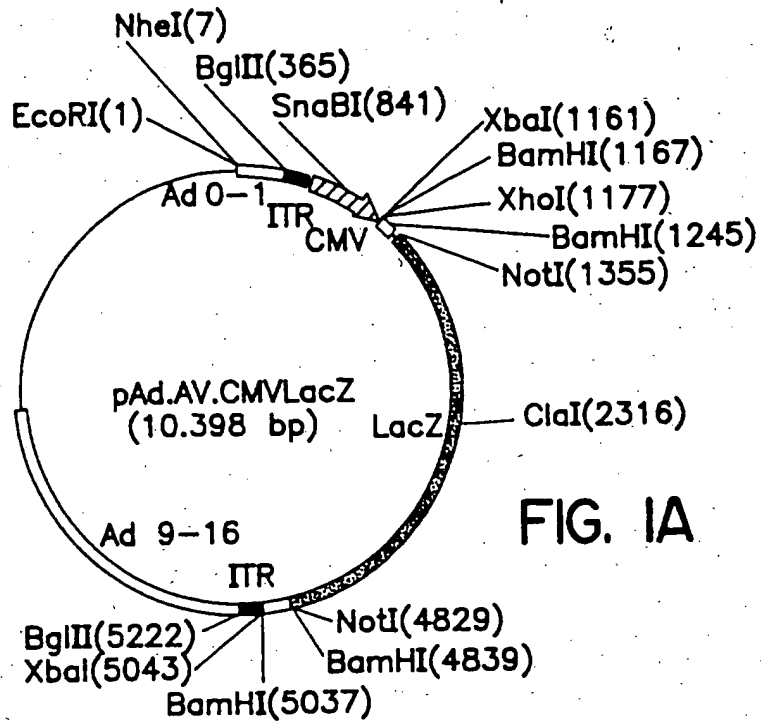 NheI(7)
BglII(365)
EcoRI(1)
SnaBI(841)
XbaI(1161)
BamHI(1167)
XhoI(1177)
BamHI(1245)
NotI(1355)
Ad 0-1
ITR
CMV
pAd.AV.CMVLacZ
(10.398 bp)
LacZ
ClaI(2316)
FIG. 1A
Ad 9-16
ITR
BglII(5222)
XbaI(5043)
BamHI(5037)
NotI(4829)
BamHI(4839)